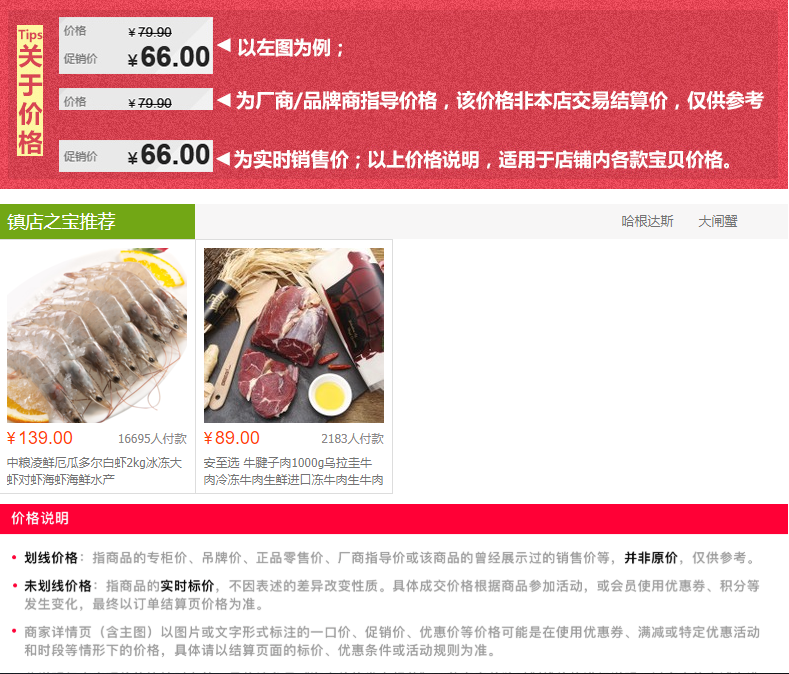 Tips
关于价格
价格 ¥79.90
促销价 ¥66.00
以左图为例；
价格 ¥79.90
为厂商/品牌商指导价格，该价格非本店交易结算价，仅供参考
促销价 ¥66.00
为实时销售价；以上价格说明，适用于店铺内各款宝贝价格。
镇店之宝推荐
哈根达斯 大闸蟹
¥139.00 16695人付款
中粮凌鲜厄瓜多尔白虾2kg冰冻大
虾对虾海虾海鲜水产
¥89.00 2183人付款
安至选 牛腱子肉1000g乌拉圭牛
肉冷冻牛肉生鲜进口冻牛肉生牛肉
价格说明
• 划线价格：指商品的专柜价、吊牌价、正品零售价、厂商指导价或该商品的曾经展示过的销售价等，并非原价，仅供参考。
• 未划线价格：指商品的实时标价，不因表述的差异改变性质。具体成交价格根据商品参加活动，或会员使用优惠券、积分等
发生变化，最终以订单结算页价格为准。
• 商家详情页（含主图）以图片或文字形式标注的一口价、促销价、优惠价等价格可能是在使用优惠券、满减或特定优惠活动
和时段等情形下的价格，具体请以结算页面的标价、优惠条件或活动规则为准。